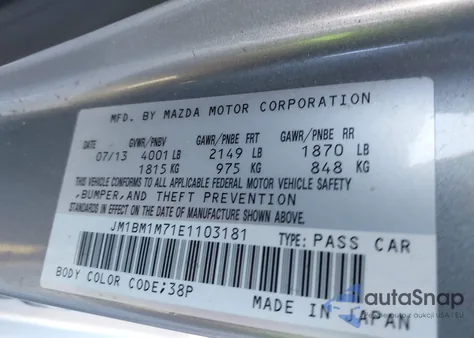 MFD. BY MAZDA MOTOR CORPORATION
GVWR/PNBV GAWR/PNBE FRT GAWR/PNBE RR
07/13 4001 LB 2149 LB 1870 LB
1815 KG 975 KG 848 KG
THIS VEHICLE CONFORMS TO ALL APPLICABLE FEDERAL MOTOR VEHICLE SAFETY
,BUMPER,AND THEFT PREVENTION
STANDARDS IN EFFECT ON THE DATE OF MANUFACTURE SHOWN ABOVE.
JM1BM1M71E1103181 TYPE: PASS CAR
BODY COLOR CODE;38P
MADE IN JAPAN
autoSnap